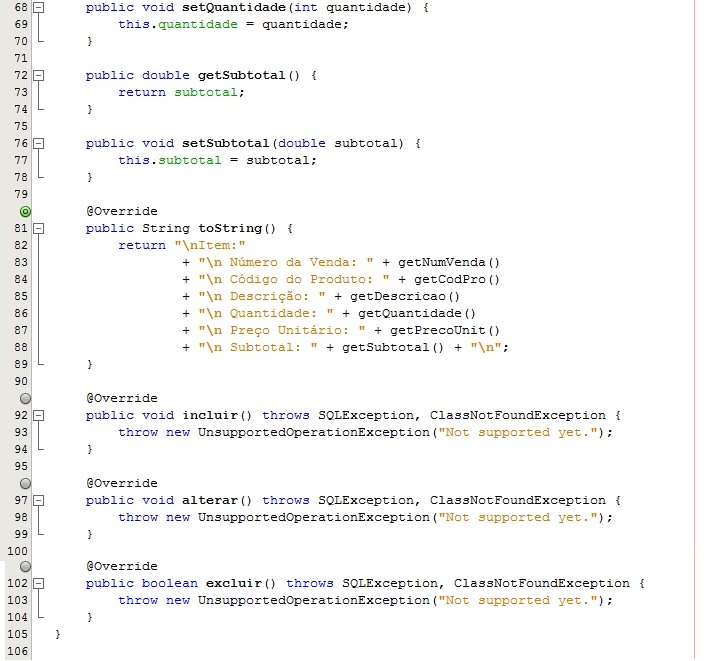 68 public void setQuantidade(int quantidade) {
69 this.quantidade = quantidade;
70 }
71
72 public double getSubtotal() {
73 return subtotal;
74 }
75
76 public void setSubtotal(double subtotal) {
77 this.subtotal = subtotal;
78 }
79
@Override
81 public String toString() {
82 return "\nItem:"
83 + "\n Número da Venda: " + getNumVenda()
84 + "\n Código do Produto: " + getCodPro()
85 + "\n Descrição: " + getDescricao()
86 + "\n Quantidade: " + getQuantidade()
87 + "\n Preço Unitário: " + getPrecoUnit()
88 + "\n Subtotal: " + getSubtotal() + "\n";
89 }
90
@Override
92 public void incluir() throws SQLException, ClassNotFoundException {
93 throw new UnsupportedOperationException("Not supported yet.");
94 }
95
@Override
97 public void alterar() throws SQLException, ClassNotFoundException {
98 throw new UnsupportedOperationException("Not supported yet.");
99 }
100
@Override
102 public boolean excluir() throws SQLException, ClassNotFoundException {
103 throw new UnsupportedOperationException("Not supported yet.");
104 }
105 }
106